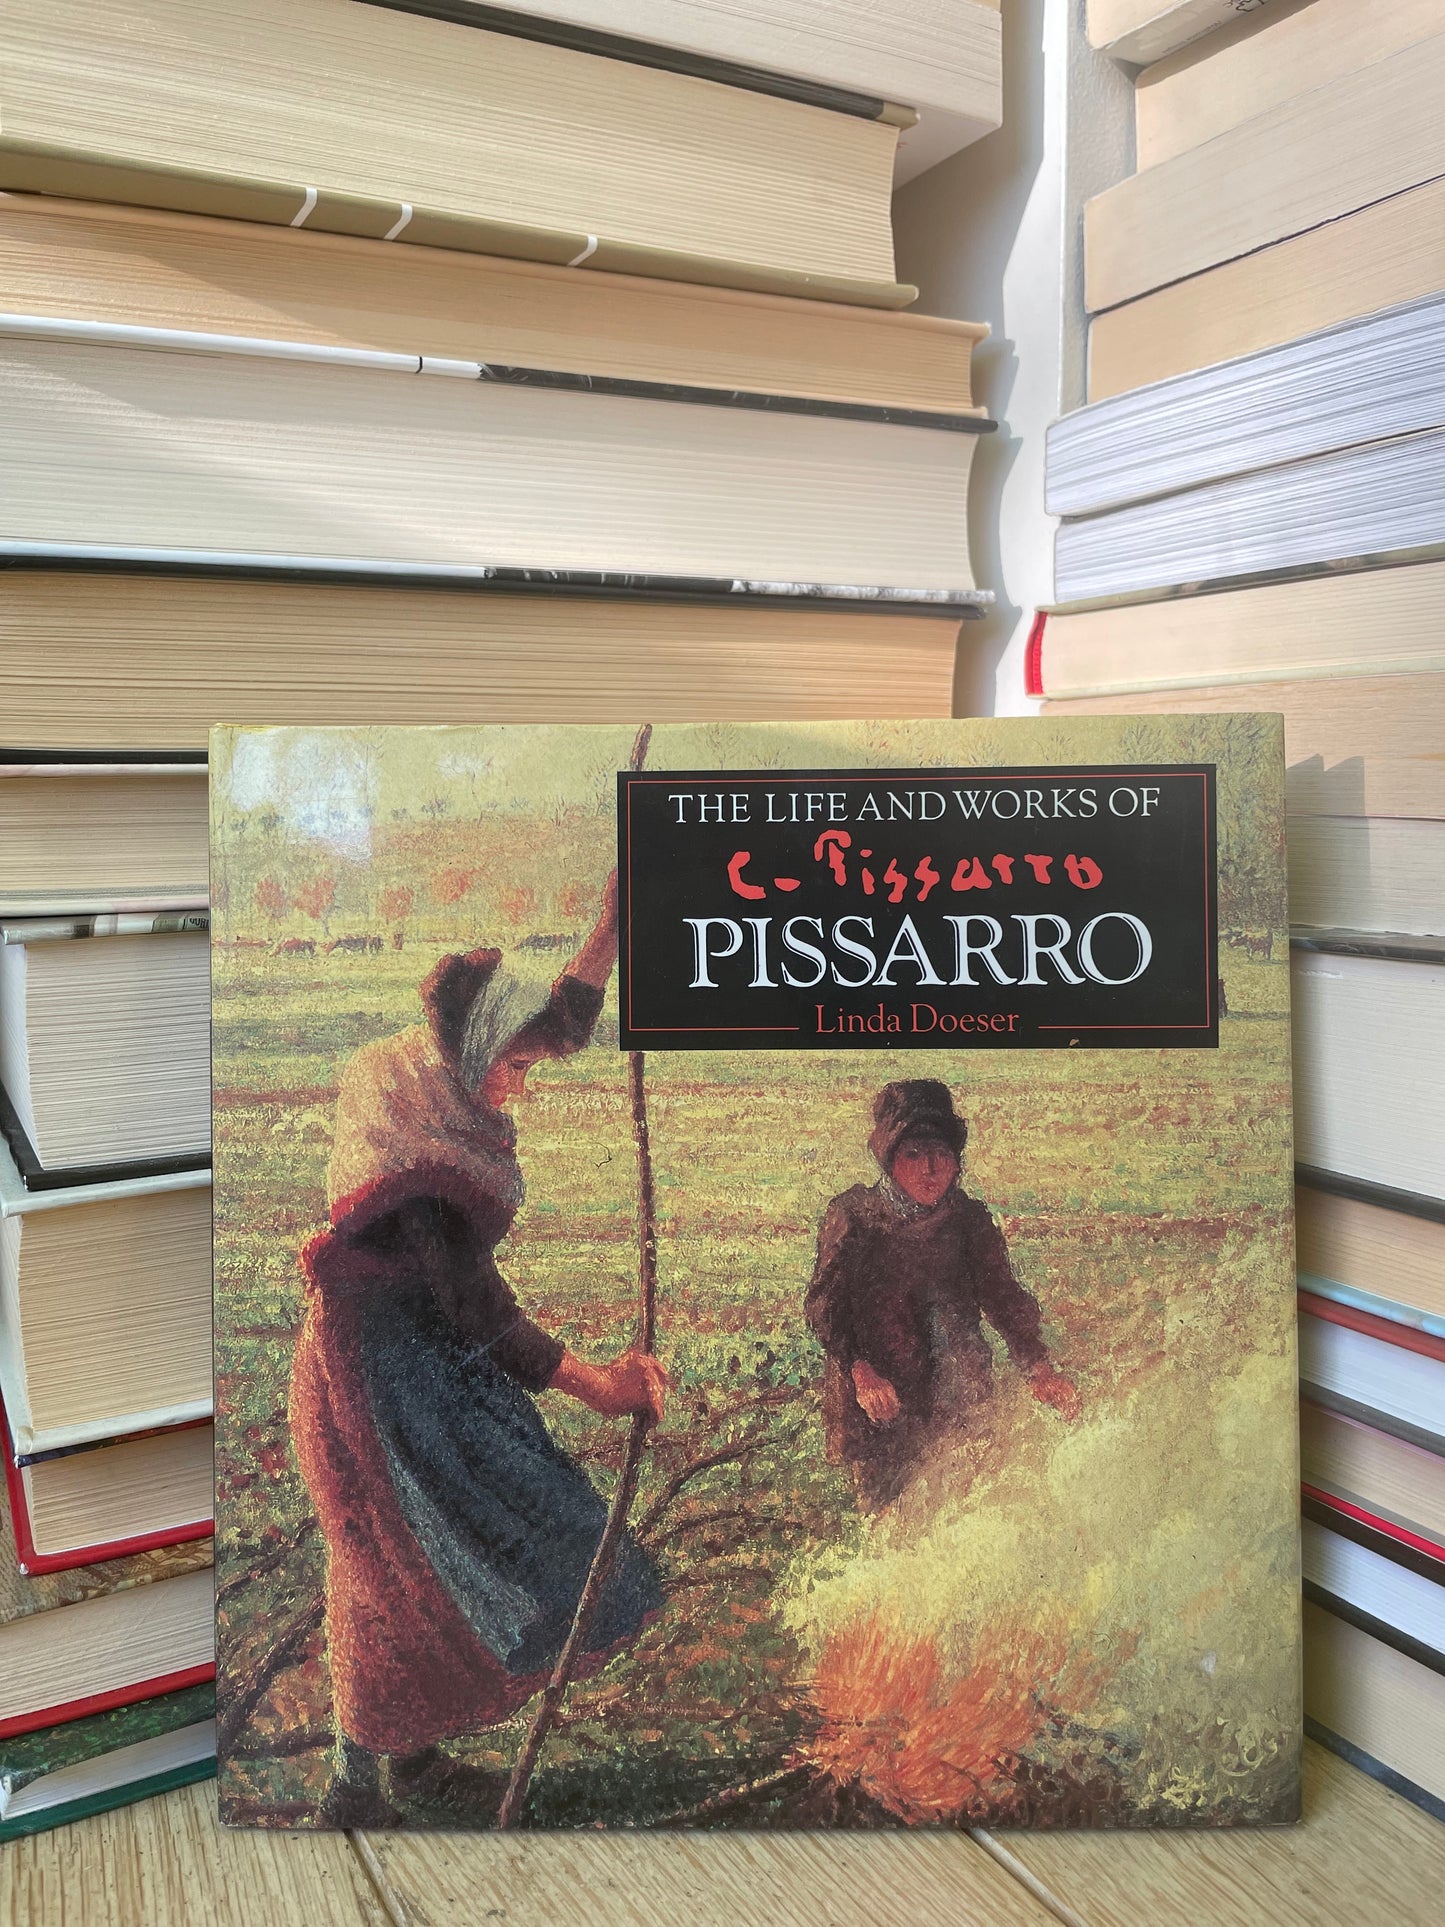 THE LIFE AND WORKS OF
C. Pissarro
PISSARRO
Linda Doeser